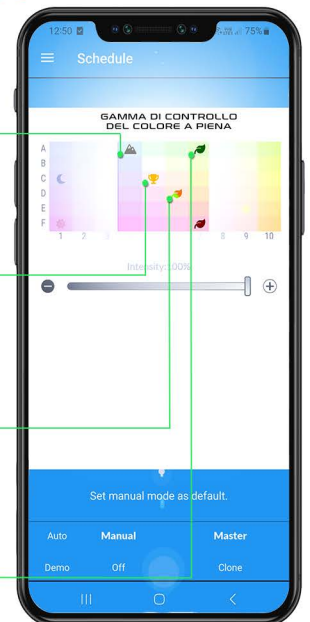 12:50 75%
Schedule
GAMMA DI CONTROLLO
DEL COLORE A PIENA
A
B
C
D
E
F
1 2 3 8 9 10
Intensity:100%
Set manual mode as default.
Auto Manual Master
Demo Off Clone